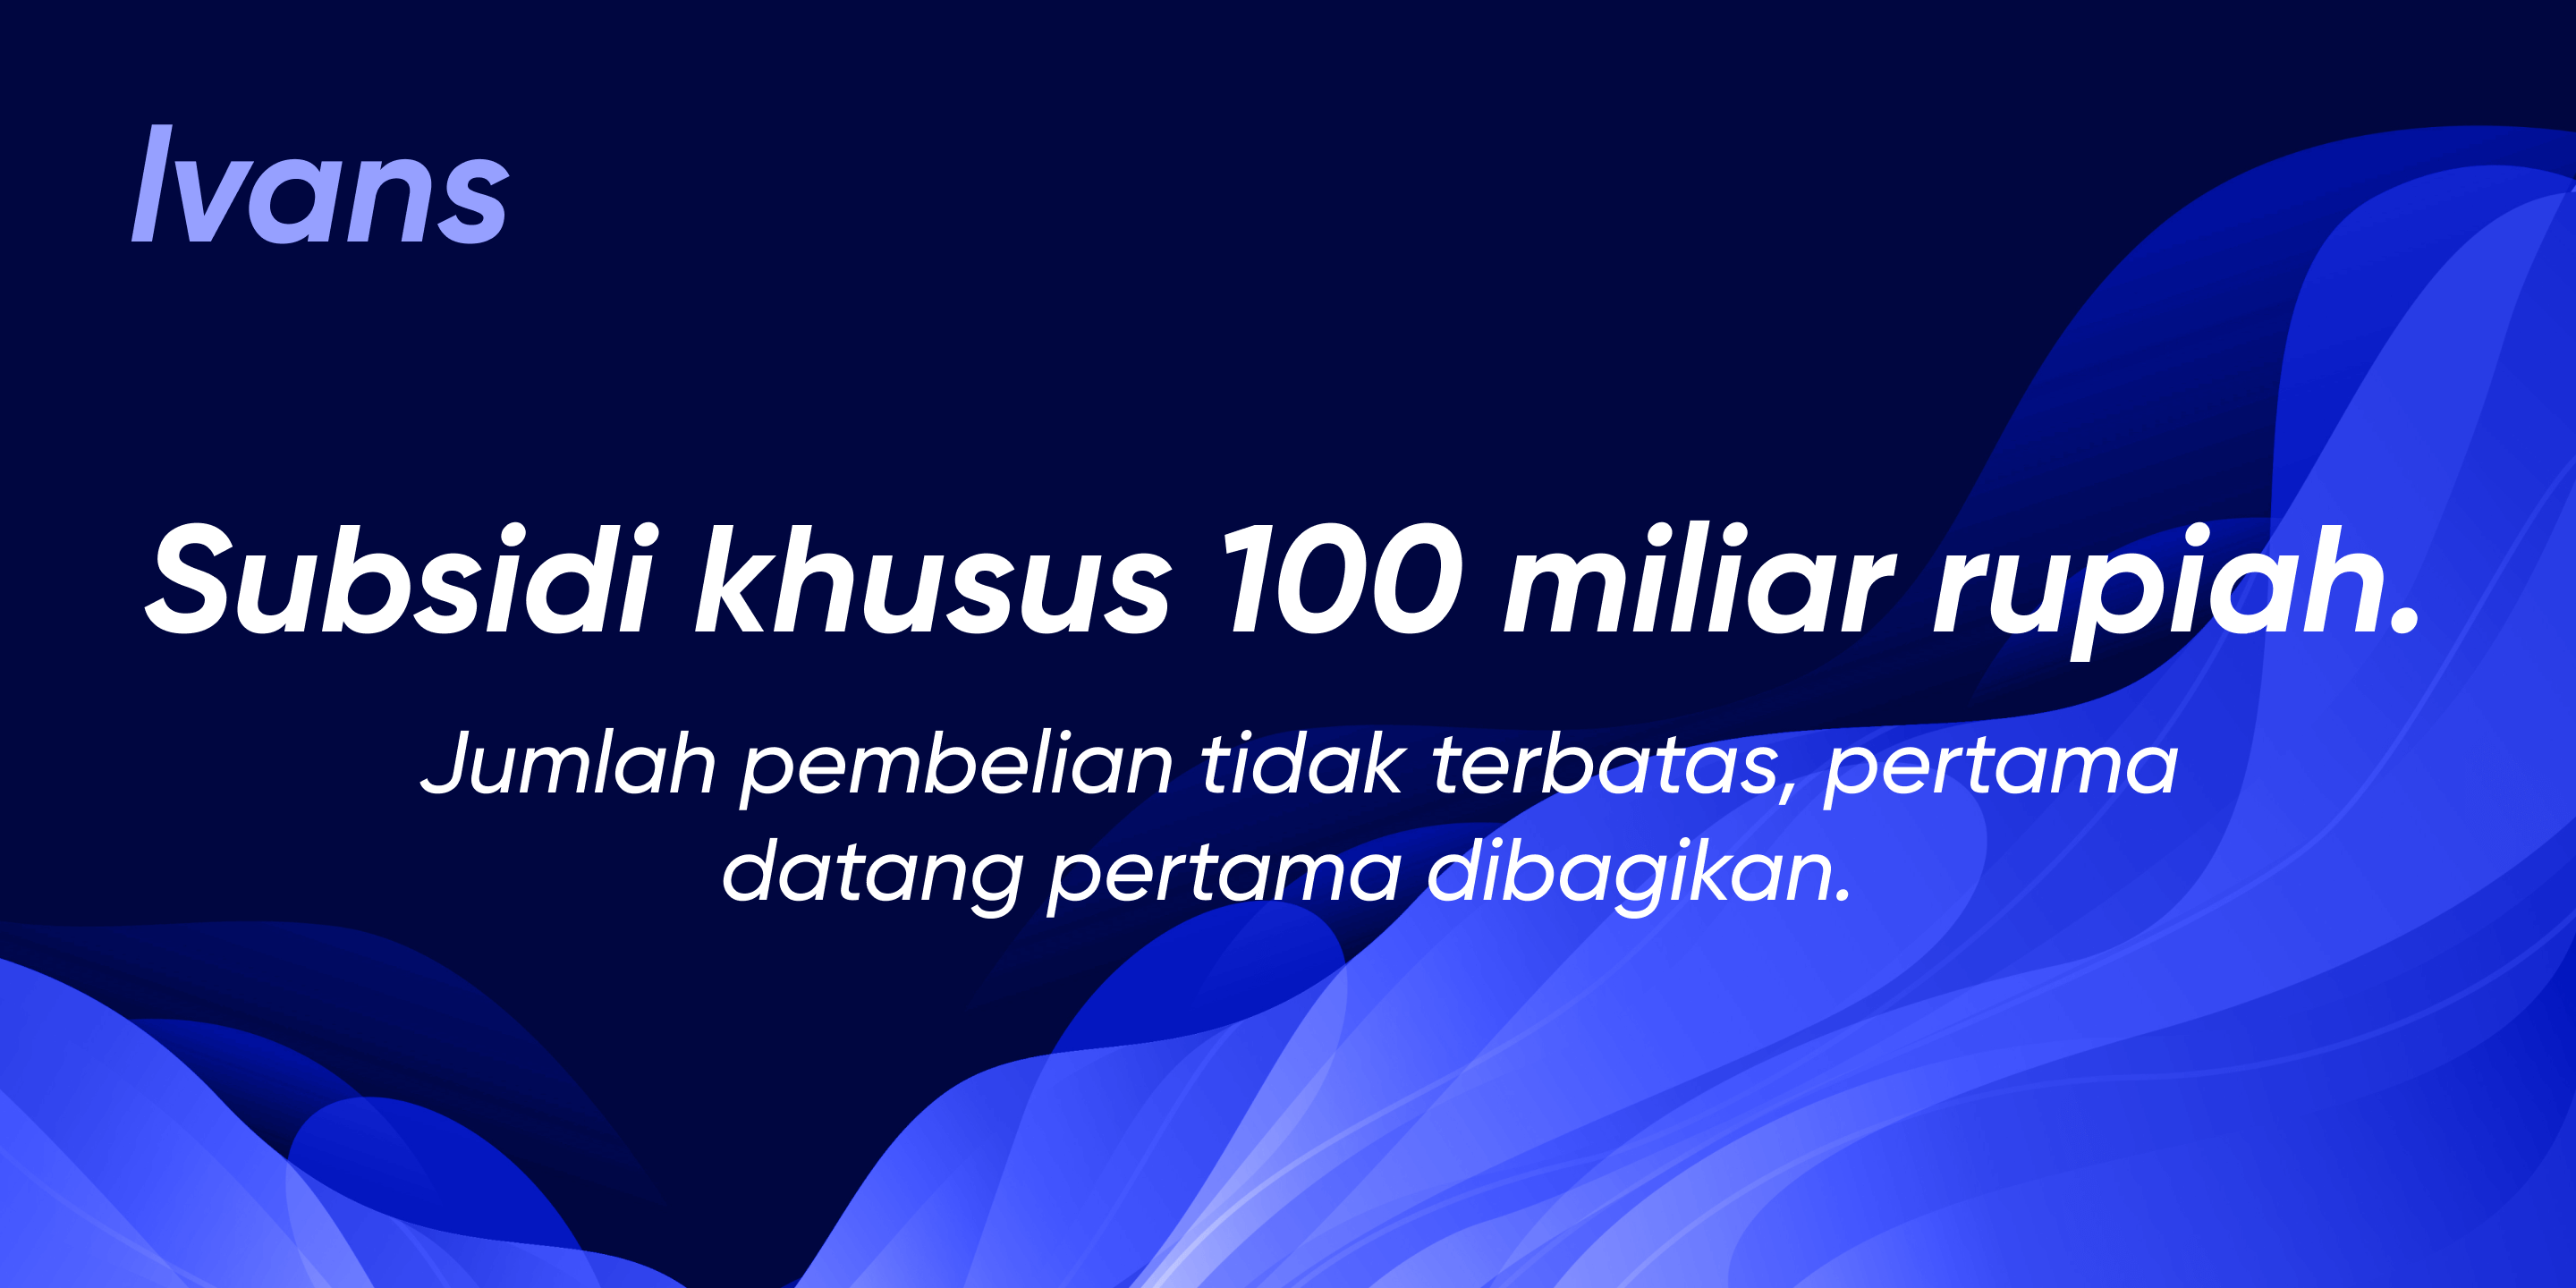 Ivans
Subsidi khusus 100 miliar rupiah.
Jumlah pembelian tidak terbatas, pertama
datang pertama dibagikan.